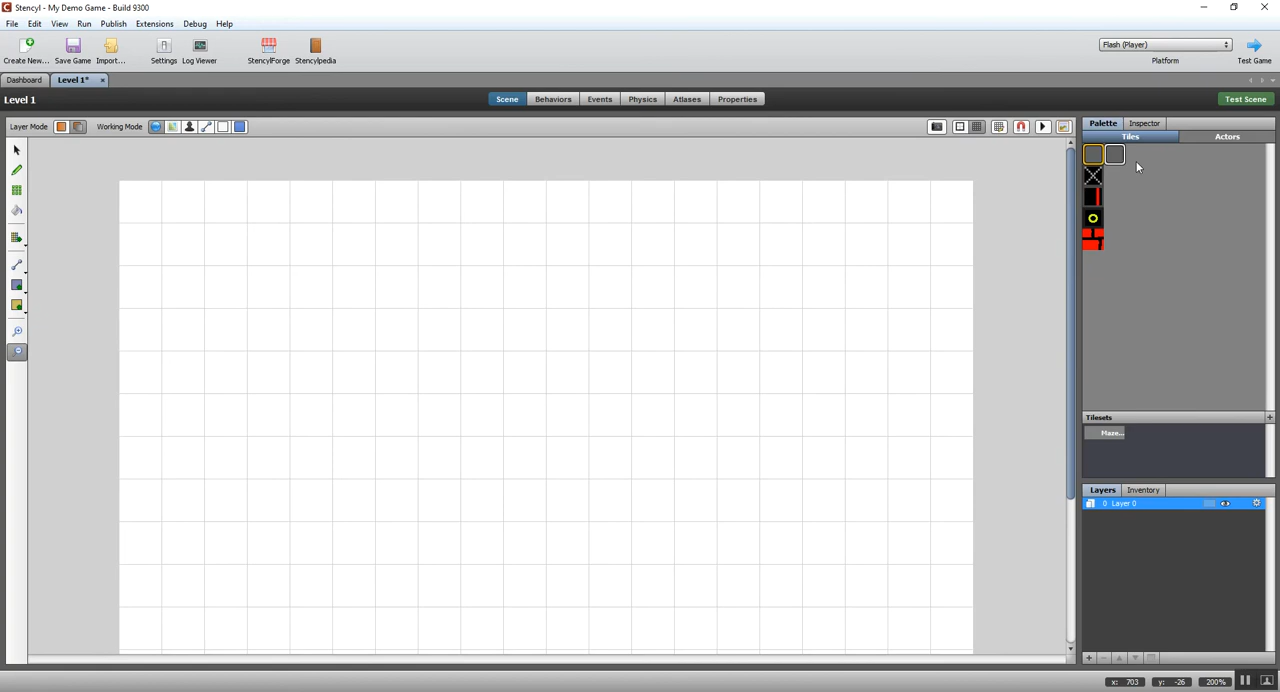 Stencyl - My Demo Game - Build 9300
File Edit View Run Publish Extensions Debug Help
Flash (Player)
Create New... Save Game Import... Settings Log Viewer StencylForge Stencylpedia Platform Test Game
Dashboard Level 1*
Level 1 Scene Behaviors Events Physics Atlases Properties Test Scene
Layer Mode Working Mode Palette Inspector
Tiles Actors
Tilesets
Maze...
Layers Inventory
0 Layer 0
x: 703 y: -26 200%